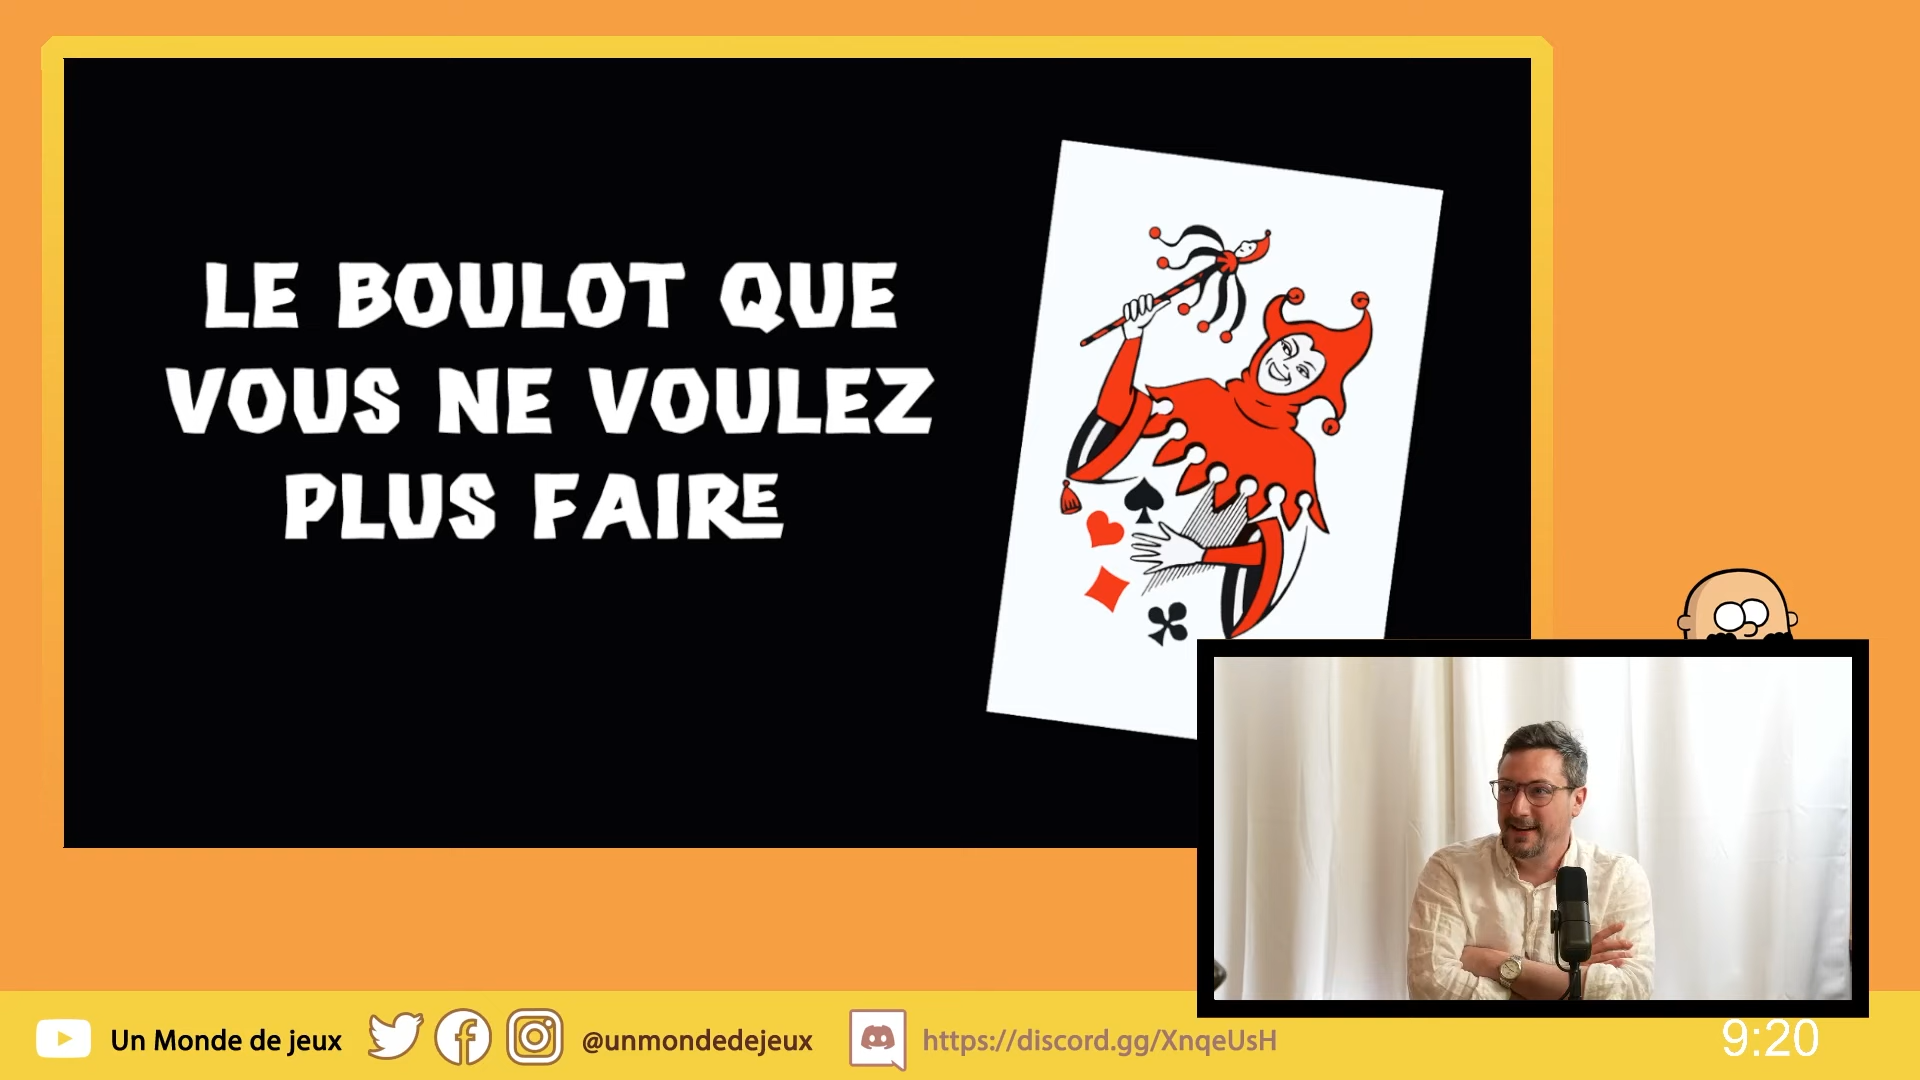 LE BOULOT QUE
VOUS NE VOULEZ
PLUS FAIRE
Un Monde de jeux
@unmondedejeux
https://discord.gg/XnqeUsH
9:20